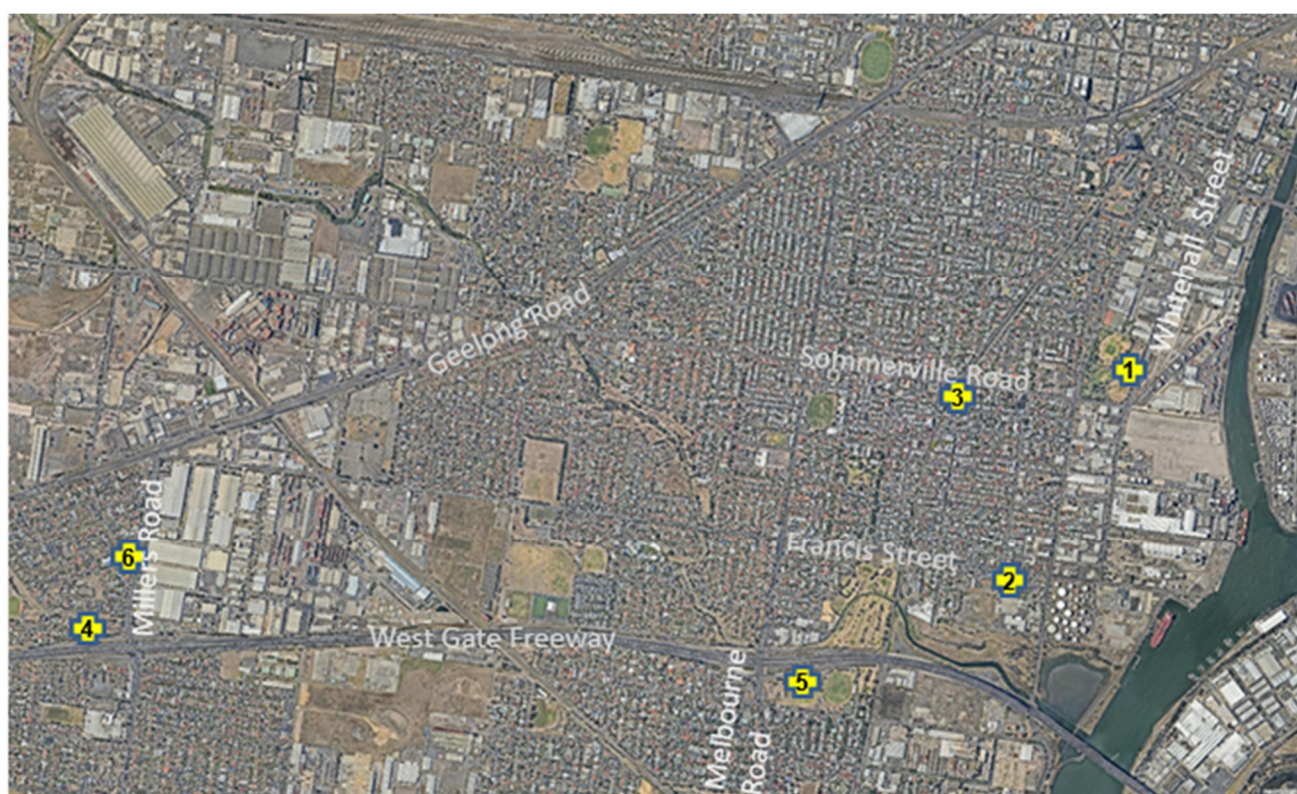 Whitehall Street
Geelong Road
Sommerville Road
1
3
Millers Road
Francis Street
6
2
4
West Gate Freeway
5
Melbourne
Road